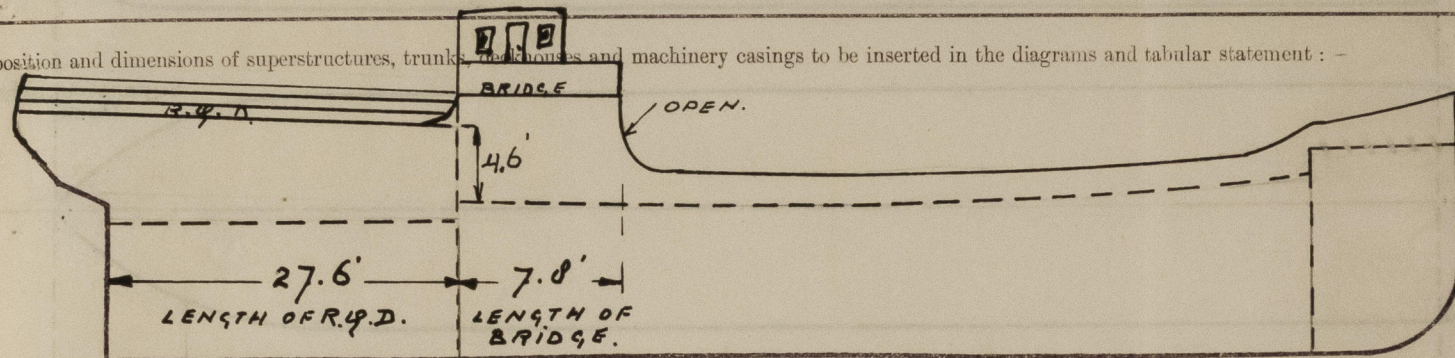 position and dimensions of superstructures, trunks, deckhouses and machinery casings to be inserted in the diagrams and tabular statement : –
BRIDGE
R.Q.D.
OPEN.
4.6'
27.6'
7.8'
LENGTH OF R.Q.D.
LENGTH OF
BRIDGE.